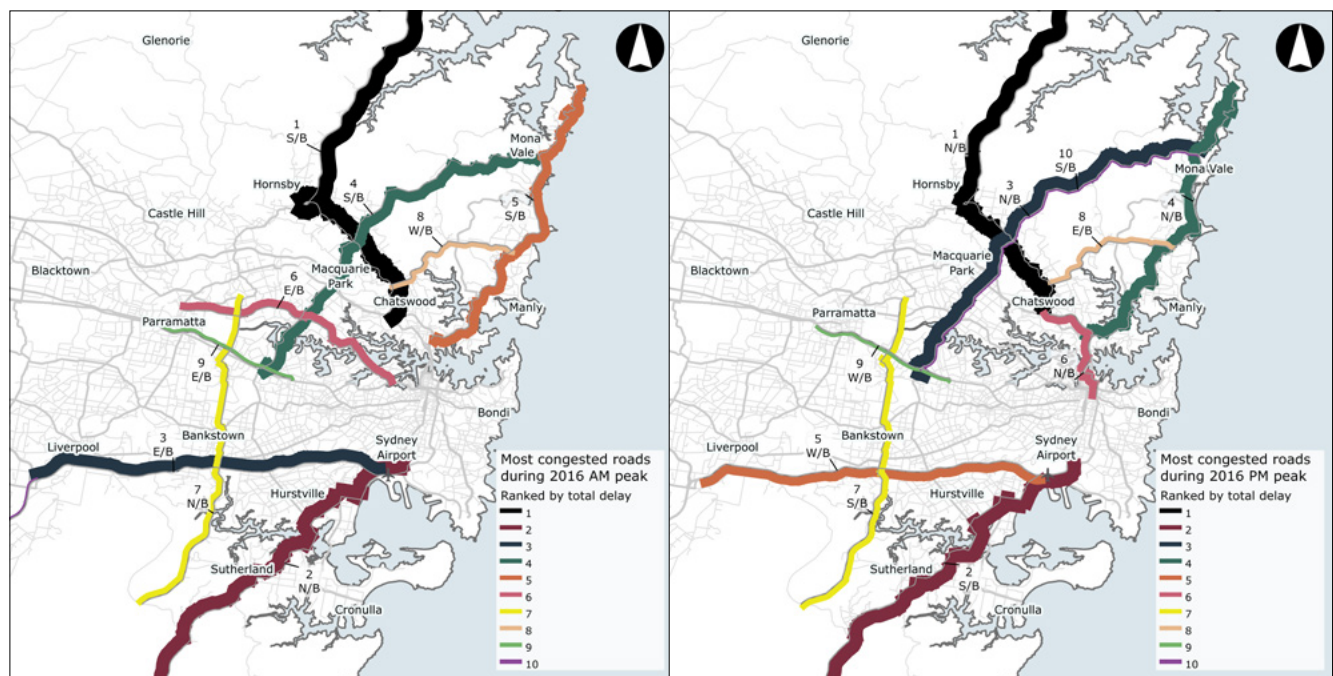 Glenorie
1
S/B
Mona
Vale
Hornsby
4
S/B
5
S/B
Castle Hill
8
W/B
Blacktown
Macquarie
Park
6
E/B
Chatswood
Manly
Parramatta
9
E/B
Bondi
3
E/B
Bankstown
Liverpool
Sydney
Airport
7
N/B
Hurstville
Sutherland
2
N/B
Cronulla
Most congested roads
during 2016 AM peak
Ranked by total delay
1
2
3
4
5
6
7
8
9
10
Glenorie
1
N/B
10
S/B
Mona Vale
Hornsby
3
N/B
4
N/B
Castle Hill
8
E/B
Macquarie
Park
Blacktown
Chatswood
Manly
Parramatta
9
W/B
6
N/B
Bondi
5
W/B
Bankstown
Liverpool
Sydney
Airport
7
S/B
Hurstville
Sutherland
2
S/B
Cronulla
Most congested roads
during 2016 PM peak
Ranked by total delay
1
2
3
4
5
6
7
8
9
10